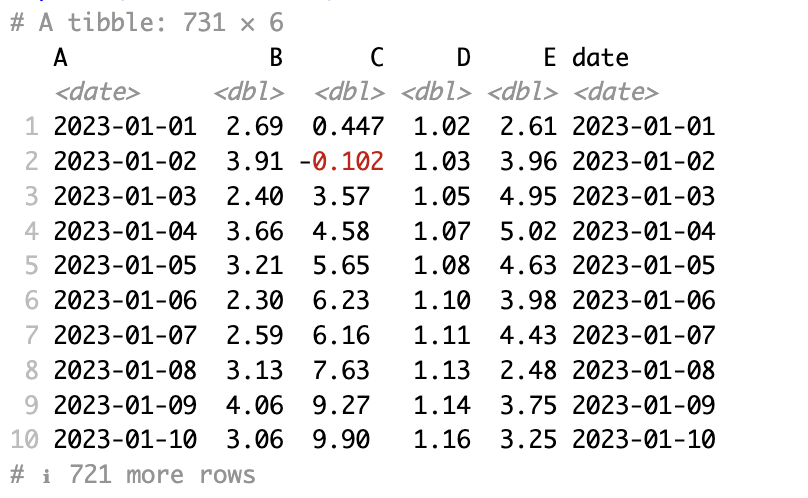 # A tibble: 731 × 6
A B C D E date
<date> <dbl> <dbl> <dbl> <dbl> <date>
1 2023-01-01 2.69 0.447 1.02 2.61 2023-01-01
2 2023-01-02 3.91 -0.102 1.03 3.96 2023-01-02
3 2023-01-03 2.40 3.57 1.05 4.95 2023-01-03
4 2023-01-04 3.66 4.58 1.07 5.02 2023-01-04
5 2023-01-05 3.21 5.65 1.08 4.63 2023-01-05
6 2023-01-06 2.30 6.23 1.10 3.98 2023-01-06
7 2023-01-07 2.59 6.16 1.11 4.43 2023-01-07
8 2023-01-08 3.13 7.63 1.13 2.48 2023-01-08
9 2023-01-09 4.06 9.27 1.14 3.75 2023-01-09
10 2023-01-10 3.06 9.90 1.16 3.25 2023-01-10
# ℹ 721 more rows